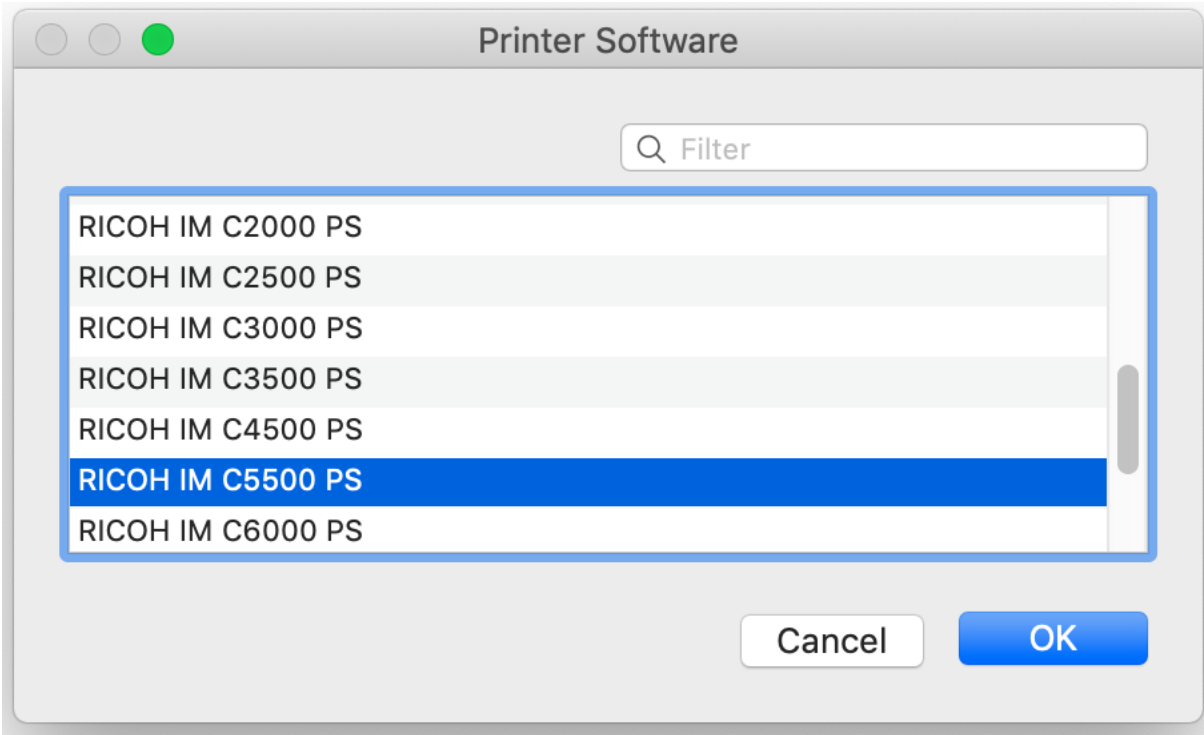 Printer Software
Filter
RICOH IM C2000 PS
RICOH IM C2500 PS
RICOH IM C3000 PS
RICOH IM C3500 PS
RICOH IM C4500 PS
RICOH IM C5500 PS
RICOH IM C6000 PS
Cancel OK